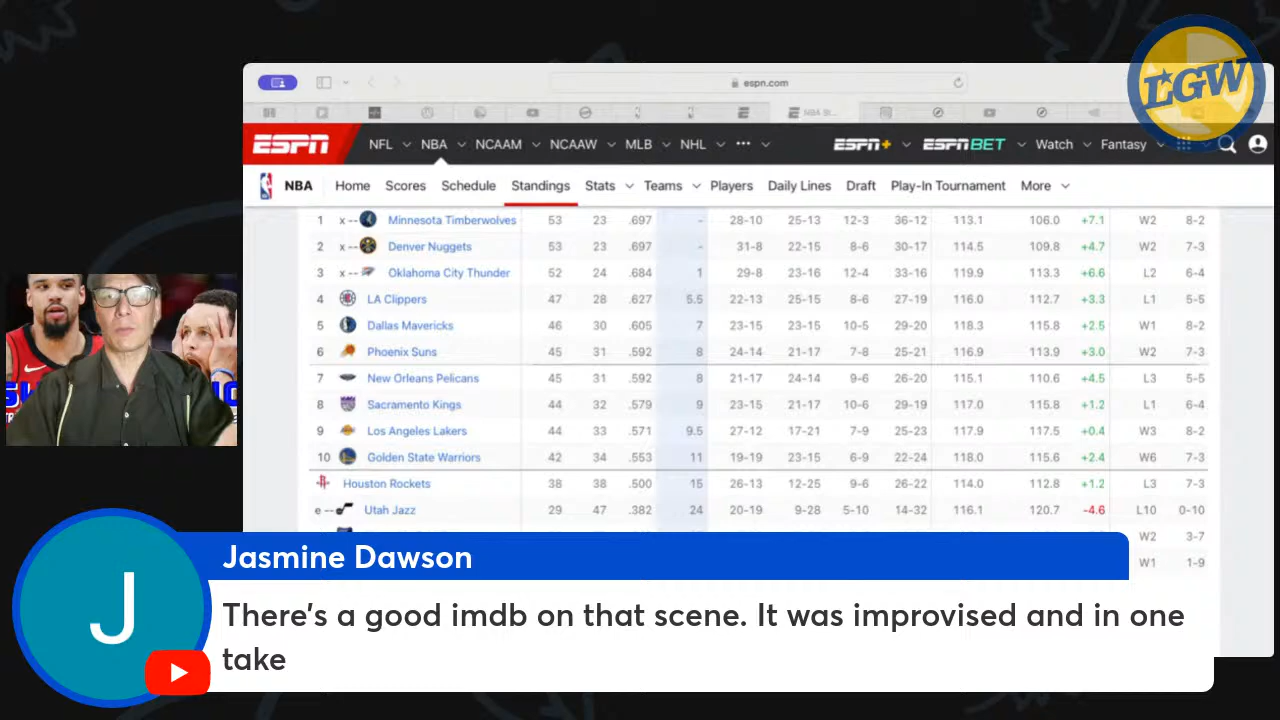 LGW
espn.com
ESPN NFL NBA NCAAM NCAAW MLB NHL ••• ESPN+ ESPN BET Watch Fantasy
NBA Home Scores Schedule Standings Stats Teams Players Daily Lines Draft Play-In Tournament More
1 x -- Minnesota Timberwolves 53 23 .697 - 28-10 25-13 12-3 36-12 113.1 106.0 +7.1 W2 8-2
2 x -- Denver Nuggets 53 23 .697 - 31-8 22-15 8-6 30-17 114.5 109.8 +4.7 W2 7-3
3 x -- Oklahoma City Thunder 52 24 .684 1 29-8 23-16 12-4 33-16 119.9 113.3 +6.6 L2 6-4
4 LA Clippers 47 28 .627 5.5 22-13 25-15 8-6 27-19 116.0 112.7 +3.3 L1 5-5
5 Dallas Mavericks 46 30 .605 7 23-15 23-15 10-5 29-20 118.3 115.8 +2.5 W1 8-2
6 Phoenix Suns 45 31 .592 8 24-14 21-17 7-8 25-21 116.9 113.9 +3.0 W2 7-3
7 New Orleans Pelicans 45 31 .592 8 21-17 24-14 9-6 26-20 115.1 110.6 +4.5 L3 5-5
8 Sacramento Kings 44 32 .579 9 23-15 21-17 10-6 29-19 117.0 115.8 +1.2 L1 6-4
9 Los Angeles Lakers 44 33 .571 9.5 27-12 17-21 7-9 25-23 117.9 117.5 +0.4 W3 8-2
10 Golden State Warriors 42 34 .553 11 19-19 23-15 6-9 22-24 118.0 115.6 +2.4 W6 7-3
Houston Rockets 38 38 .500 15 26-13 12-25 9-6 26-22 114.0 112.8 +1.2 L3 7-3
e -- Utah Jazz 29 47 .382 24 20-19 9-28 5-10 14-32 116.1 120.7 -4.6 L10 0-10
W2 3-7
W1 1-9
J
Jasmine Dawson
There's a good imdb on that scene. It was improvised and in one
take